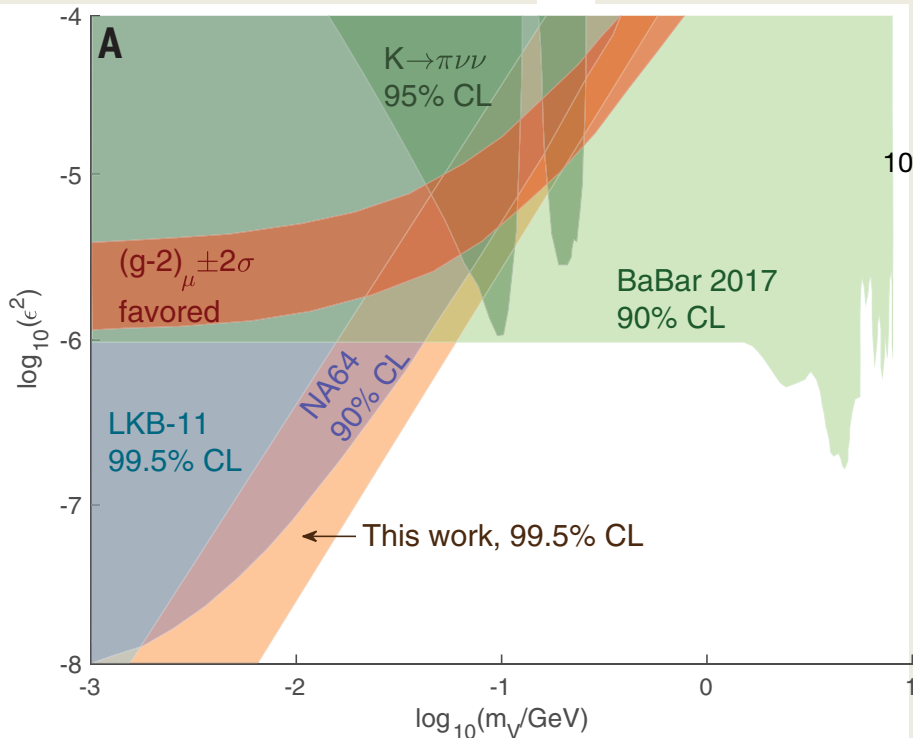 A
-4
-5
-6
-7
-8
log₁₀(ϵ²)
K→πνν
95% CL
10
(g-2)μ±2σ
favored
BaBar 2017
90% CL
NA64
90% CL
LKB-11
99.5% CL
This work, 99.5% CL
-3
-2
-1
0
1
log₁₀(m_V/GeV)